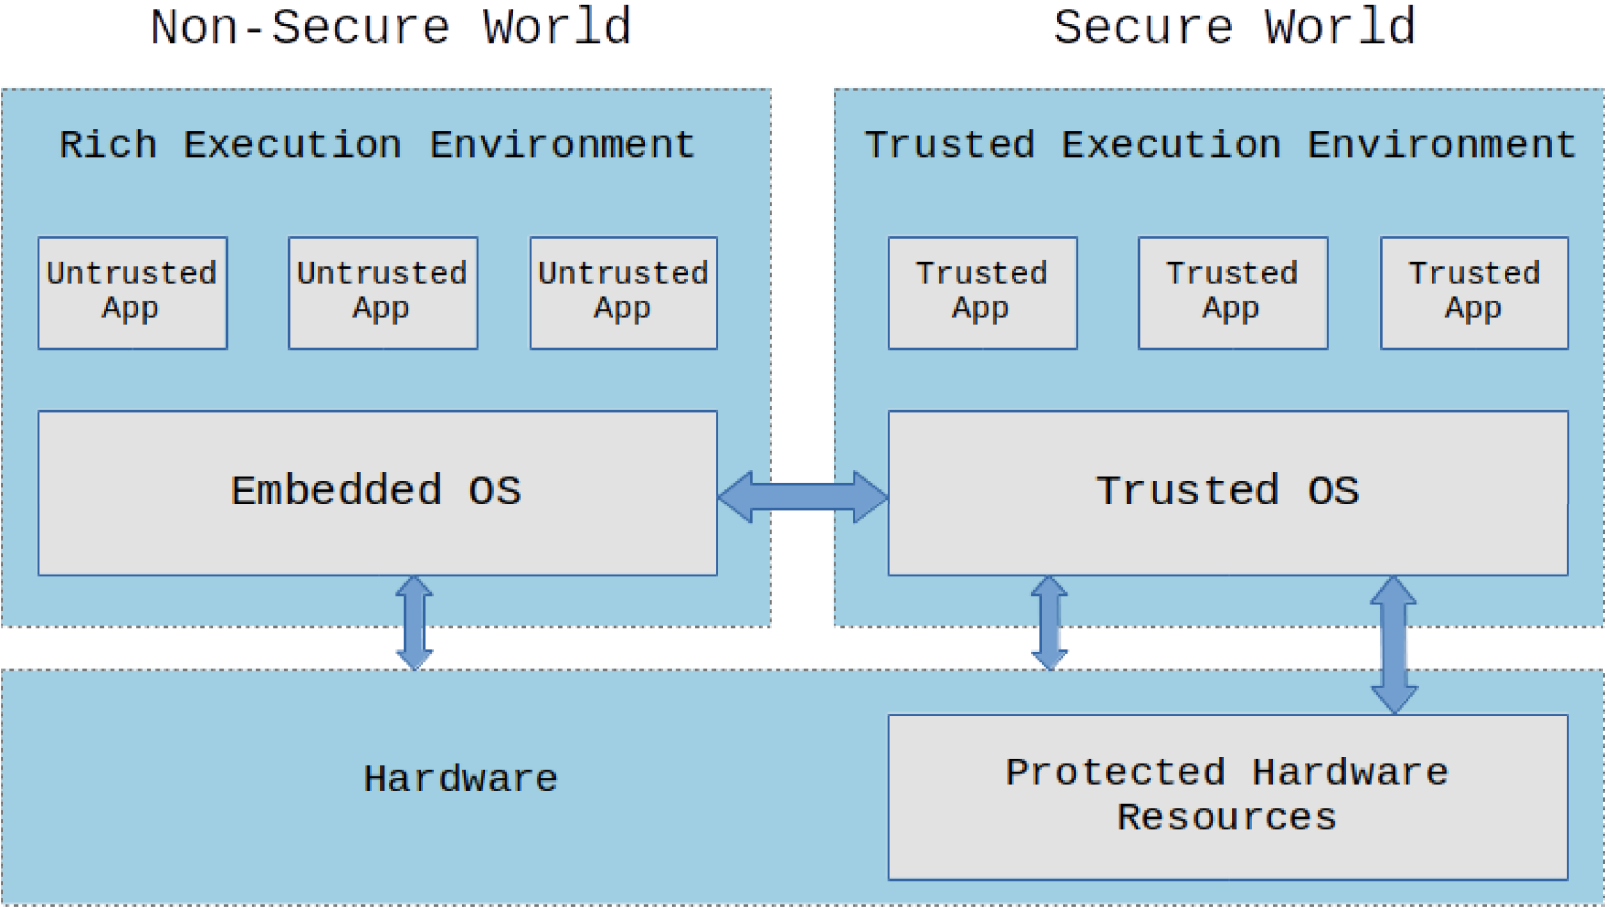 Non-Secure World
Secure World
Rich Execution Environment
Trusted Execution Environment
Untrusted
App
Untrusted
App
Untrusted
App
Trusted
App
Trusted
App
Trusted
App
Embedded OS
Trusted OS
Hardware
Protected Hardware
Resources